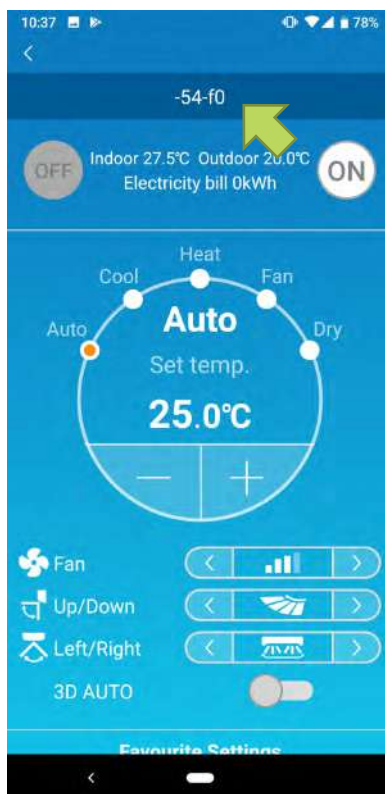 10:37 78%
-54-f0
OFF Indoor 27.5℃ Outdoor 20.0℃ ON
Electricity bill 0kWh
Heat
Cool Fan
Auto Auto Dry
Set temp.
25.0℃
Fan
Up/Down
Left/Right
3D AUTO
Favourite Settings